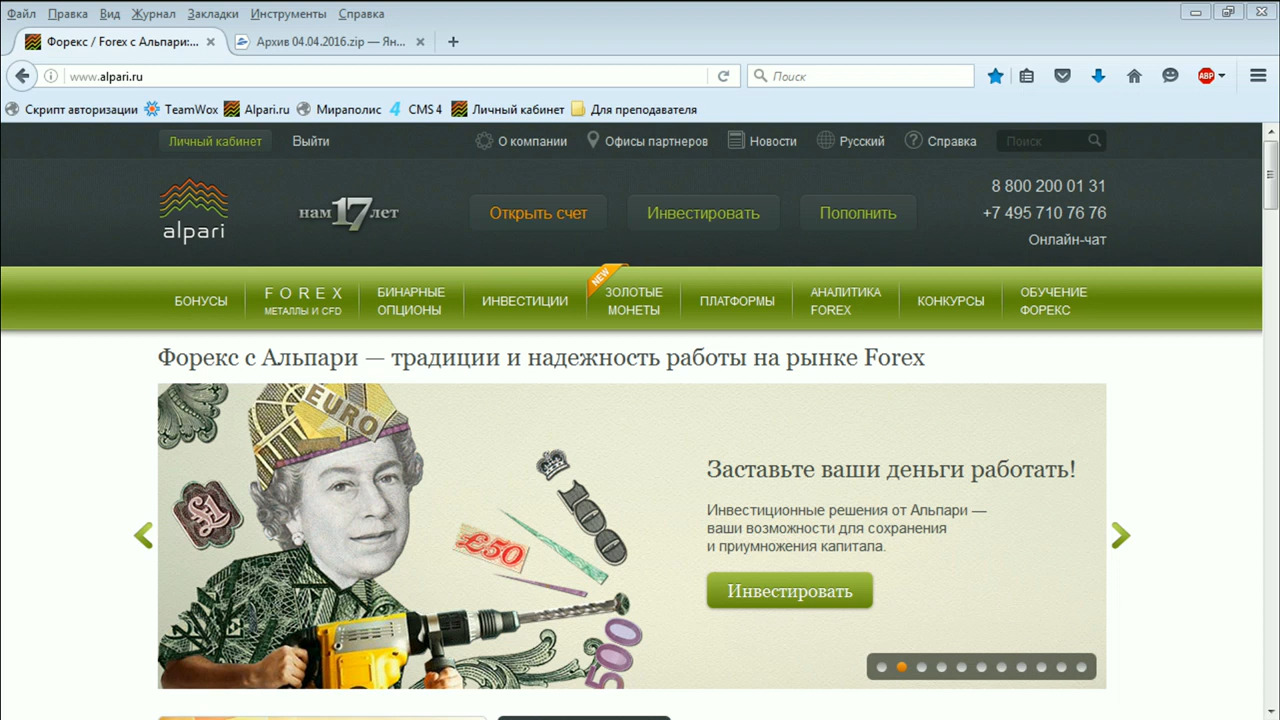 Файл Правка Вид Журнал Закладки Инструменты Справка
Форекс / Forex с Альпари:... Архив 04.04.2016.zip — Ян...
www.alpari.ru Поиск ABP
Скрипт авторизации TeamWox Alpari.ru Мираполис 4 CMS 4 Личный кабинет Для преподавателя
Личный кабинет Выйти О компании Офисы партнеров Новости Русский Справка Поиск
8 800 200 01 31
нам 17 лет Открыть счет Инвестировать Пополнить +7 495 710 76 76
alpari Онлайн-чат
NEW
БОНУСЫ FOREX МЕТАЛЛЫ И CFD БИНАРНЫЕ ОПЦИОНЫ ИНВЕСТИЦИИ ЗОЛОТЫЕ МОНЕТЫ ПЛАТФОРМЫ АНАЛИТИКА FOREX КОНКУРСЫ ОБУЧЕНИЕ ФОРЕКС
Форекс с Альпари — традиции и надежность работы на рынке Forex
EURO
£1
100
£50
500
Заставьте ваши деньги работать!
Инвестиционные решения от Альпари —
ваши возможности для сохранения
и приумножения капитала.
Инвестировать